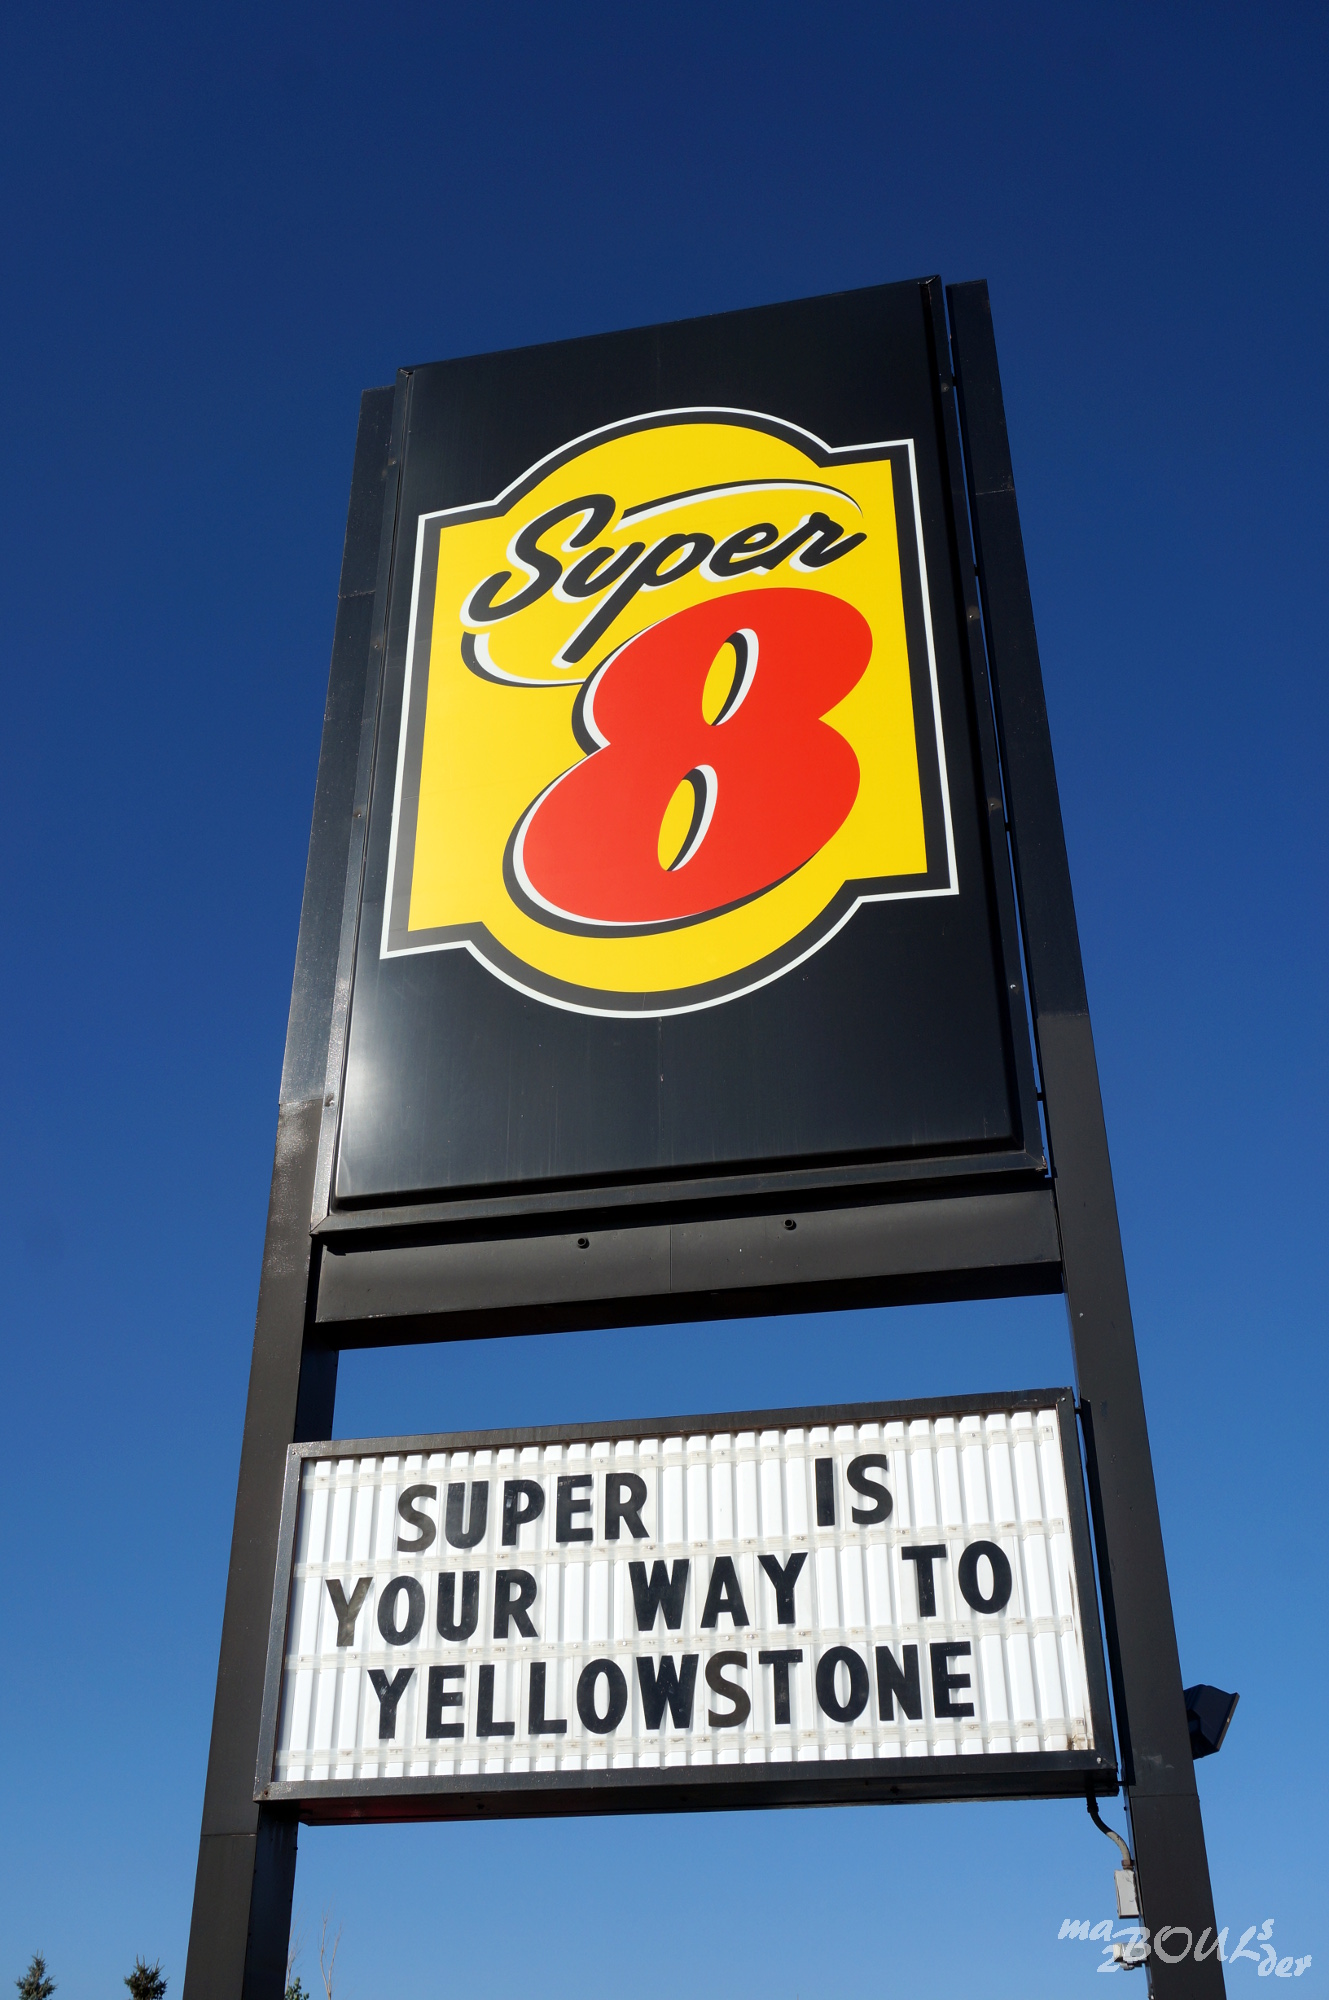 Super
8
SUPER IS
YOUR WAY TO
YELLOWSTONE